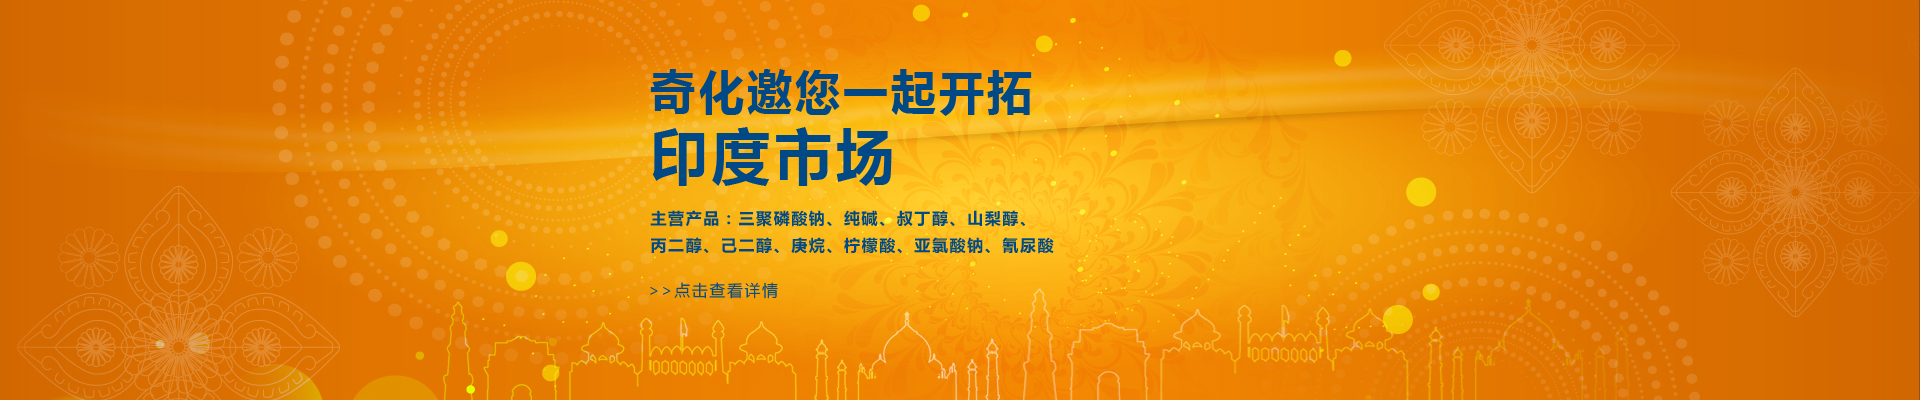 奇化邀您一起开拓
印度市场
主营产品：三聚磷酸钠、纯碱、叔丁醇、山梨醇、
丙二醇、己二醇、庚烷、柠檬酸、亚氯酸钠、氰尿酸
>>点击查看详情